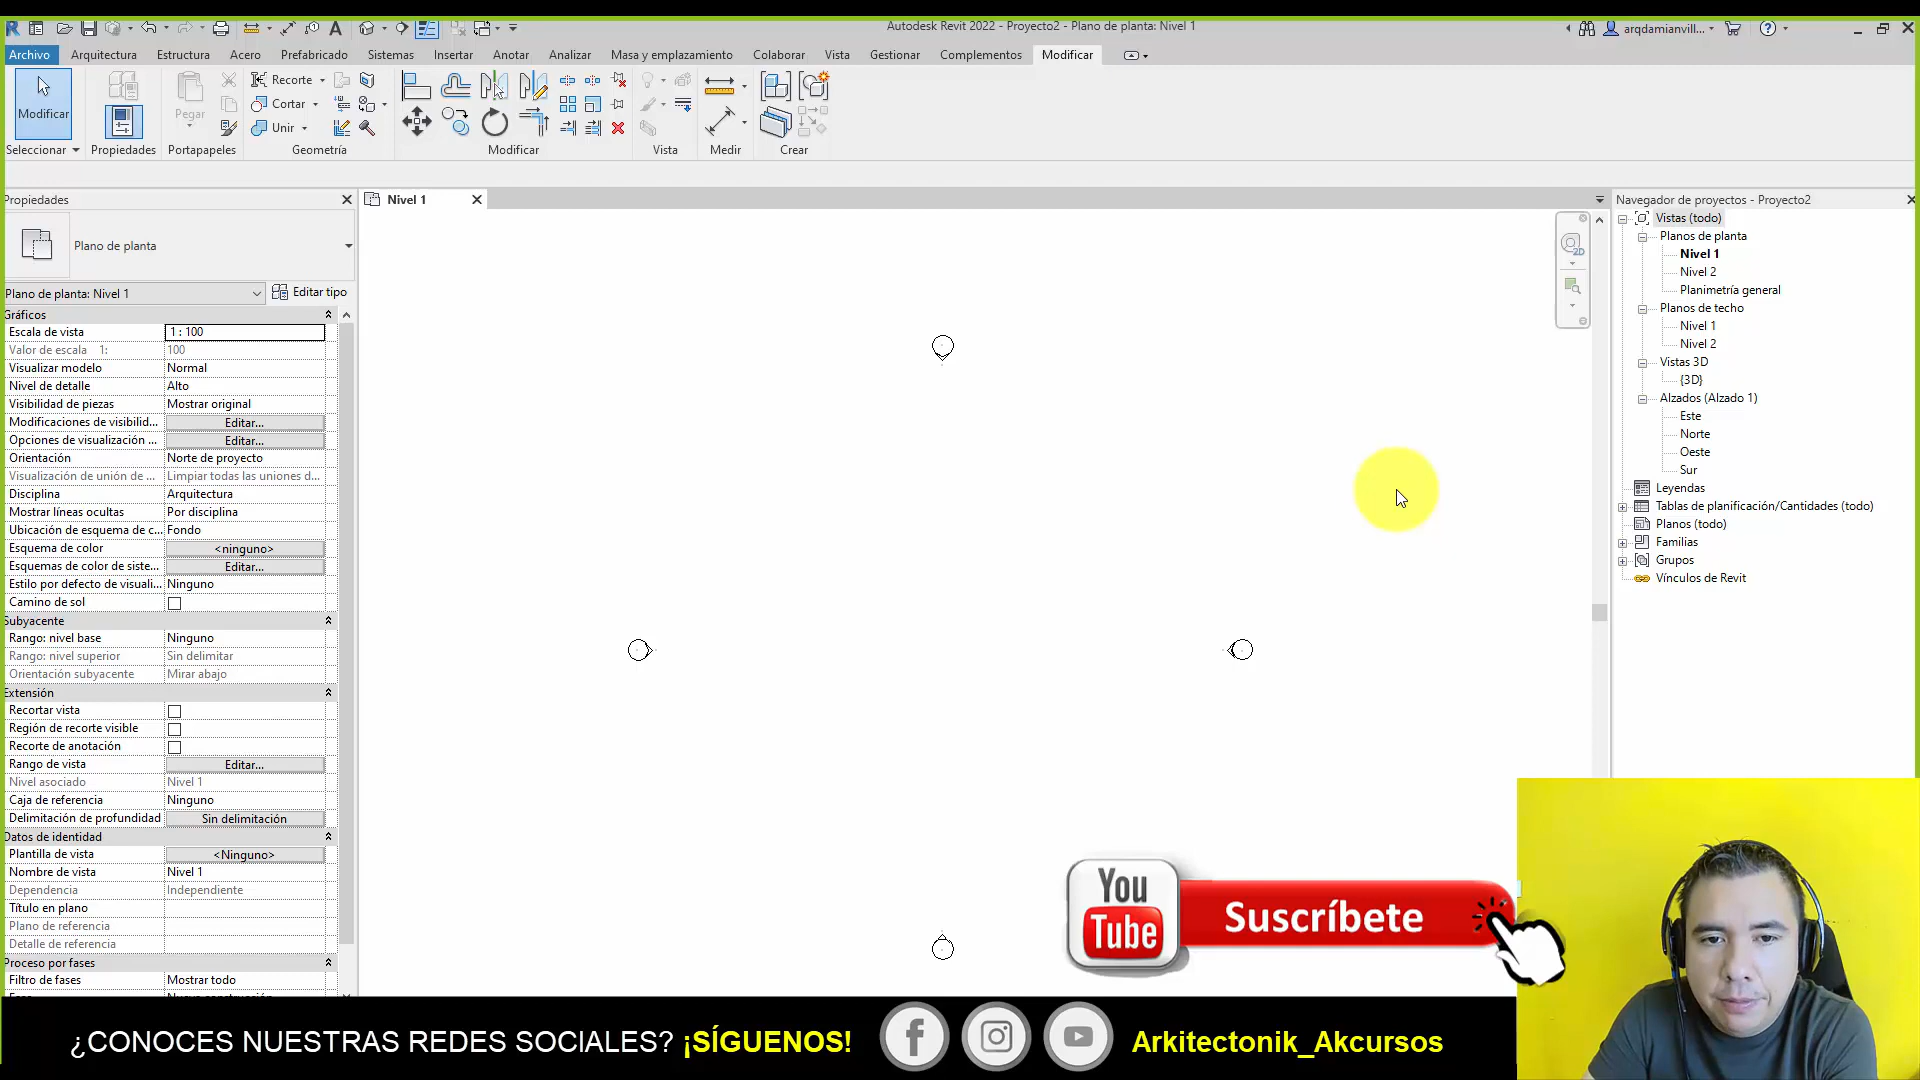 Autodesk Revit 2022 - Proyecto2 - Plano de planta: Nivel 1
arqdamianvill...
Archivo Arquitectura Estructura Acero Prefabricado Sistemas Insertar Anotar Analizar Masa y emplazamiento Colaborar Vista Gestionar Complementos Modificar
Modificar
Pegar
Recorte
Cortar
Unir
Seleccionar Propiedades Portapapeles Geometría Modificar Vista Medir Crear
Propiedades
Plano de planta
Plano de planta: Nivel 1 Editar tipo
Gráficos
Escala de vista 1 : 100
Valor de escala 1: 100
Visualizar modelo Normal
Nivel de detalle Alto
Visibilidad de piezas Mostrar original
Modificaciones de visibilid... Editar...
Opciones de visualización ... Editar...
Orientación Norte de proyecto
Visualización de unión de ... Limpiar todas las uniones d...
Disciplina Arquitectura
Mostrar líneas ocultas Por disciplina
Ubicación de esquema de c... Fondo
Esquema de color <ninguno>
Esquemas de color de siste... Editar...
Estilo por defecto de visuali... Ninguno
Camino de sol
Subyacente
Rango: nivel base Ninguno
Rango: nivel superior Sin delimitar
Orientación subyacente Mirar abajo
Extensión
Recortar vista
Región de recorte visible
Recorte de anotación
Rango de vista Editar...
Nivel asociado Nivel 1
Caja de referencia Ninguno
Delimitación de profundidad Sin delimitación
Datos de identidad
Plantilla de vista <Ninguno>
Nombre de vista Nivel 1
Dependencia Independiente
Título en plano
Plano de referencia
Detalle de referencia
Proceso por fases
Filtro de fases Mostrar todo
Nivel 1
2D
Navegador de proyectos - Proyecto2
Vistas (todo)
Planos de planta
Nivel 1
Nivel 2
Planimetría general
Planos de techo
Nivel 1
Nivel 2
Vistas 3D
{3D}
Alzados (Alzado 1)
Este
Norte
Oeste
Sur
Leyendas
Tablas de planificación/Cantidades (todo)
Planos (todo)
Familias
Grupos
Vínculos de Revit
You
Tube
Suscríbete
¿CONOCES NUESTRAS REDES SOCIALES? ¡SÍGUENOS! Arkitectonik_Akcursos